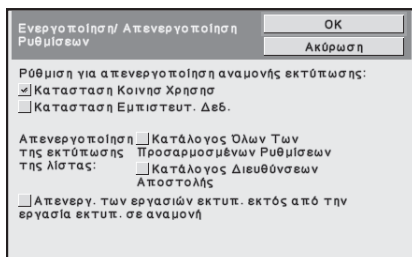 Ενεργοποίηση/ Απενεργοποίηση
Ρυθμίσεων
OK
Ακύρωση
Ρύθμιση για απενεργοποίηση αναμονής εκτύπωσης:
Κατασταση Κοινησ Χρησησ
Κατασταση Εμπιστευτ. Δεδ.
Απενεργοποίηση
της εκτύπωσης
της λίστας:
Κατάλογος Όλων Των
Προσαρμοσμένων Ρυθμίσεων
Κατάλογος Διευθύνσεων
Αποστολής
Απενεργ. των εργασιών εκτυπ. εκτός από την
εργασία εκτυπ. σε αναμονή